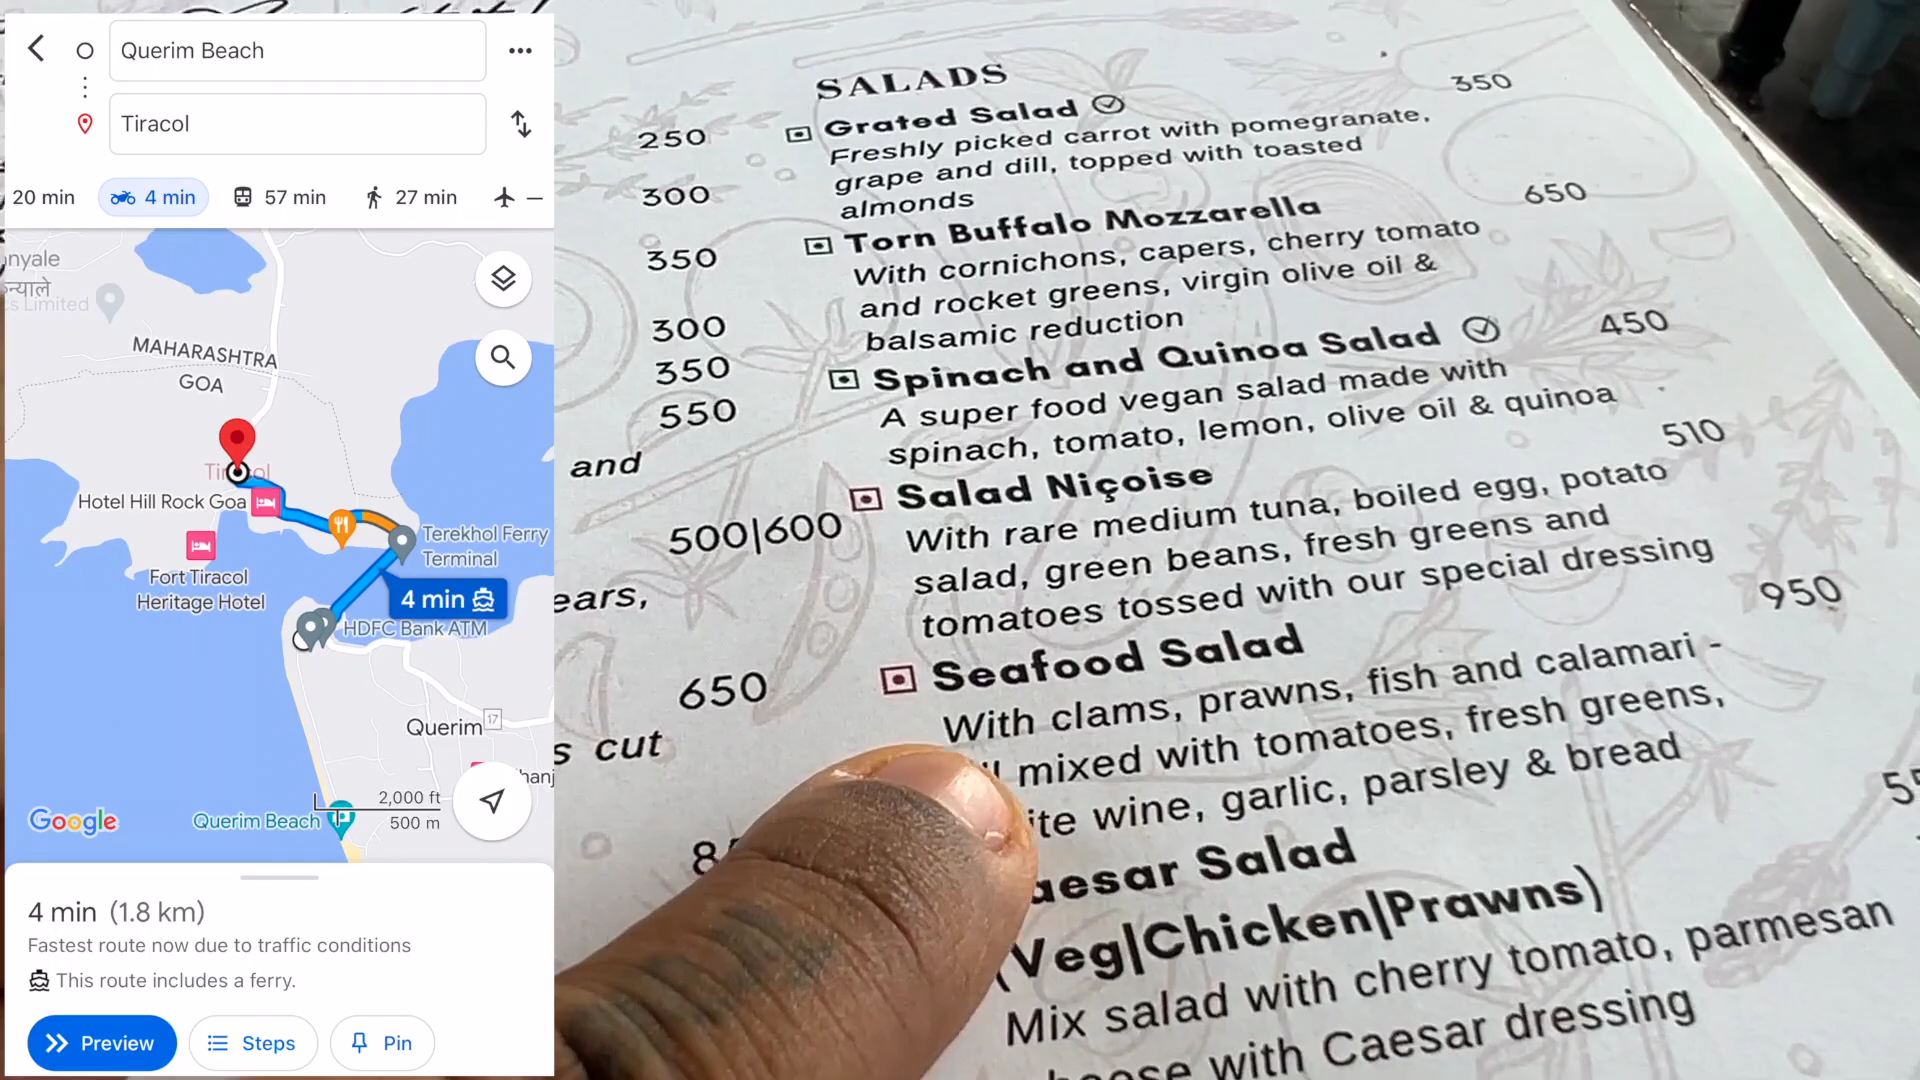 Querim Beach
Tiracol
20 min
4 min
57 min
27 min
—
nyale
न्याले
s Limited
MAHARASHTRA
GOA
Tiracol
Hotel Hill Rock Goa
Fort Tiracol
Heritage Hotel
Terekhol Ferry
Terminal
4 min
HDFC Bank ATM
Querim
17
hanj
2,000 ft
500 m
Google
Querim Beach
4 min (1.8 km)
Fastest route now due to traffic conditions
This route includes a ferry.
Preview
Steps
Pin
250
300
350
300
350
550
and
500|600
ears,
650
s cut
SALADS
Grated Salad 350
Freshly picked carrot with pomegranate,
grape and dill, topped with toasted
almonds
Torn Buffalo Mozzarella 650
With cornichons, capers, cherry tomato
and rocket greens, virgin olive oil &
balsamic reduction
Spinach and Quinoa Salad 450
A super food vegan salad made with
spinach, tomato, lemon, olive oil & quinoa
Salad Niçoise 510
With rare medium tuna, boiled egg, potato
salad, green beans, fresh greens and
tomatoes tossed with our special dressing
Seafood Salad 950
With clams, prawns, fish and calamari -
mixed with tomatoes, fresh greens,
ite wine, garlic, parsley & bread
aesar Salad
(Veg|Chicken|Prawns)
Mix salad with cherry tomato, parmesan
with Caesar dressing